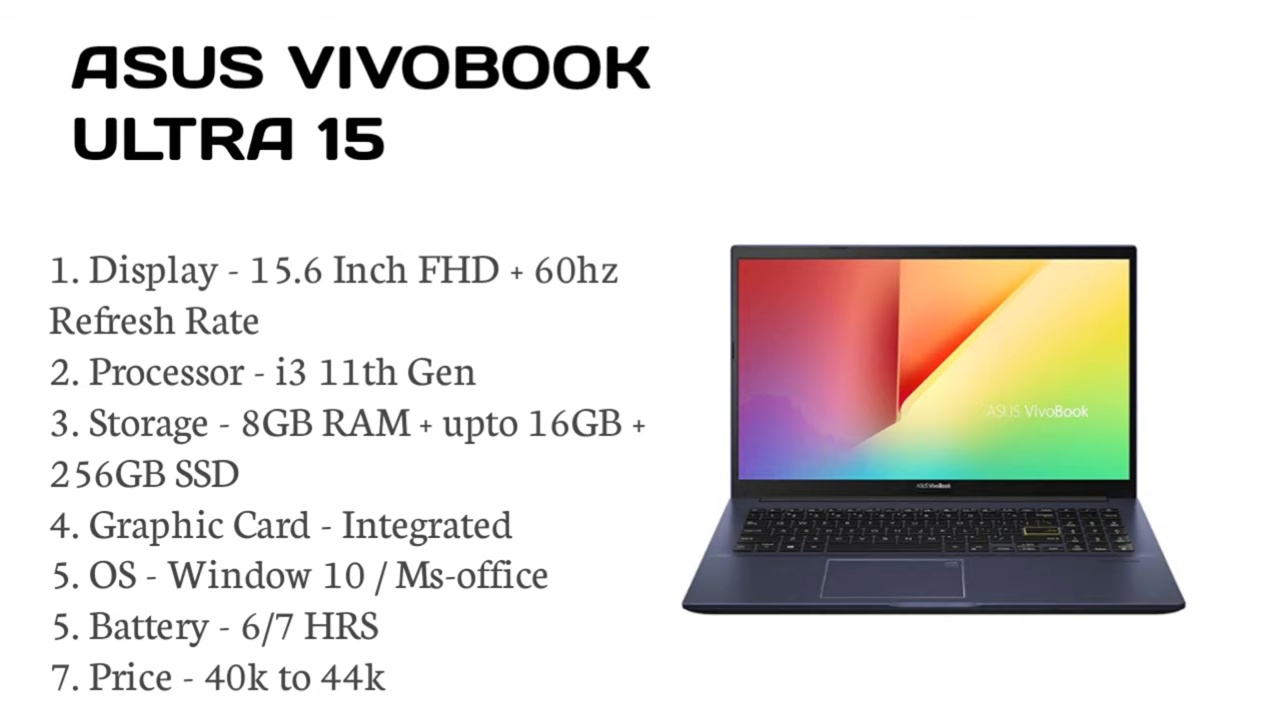 ASUS VIVOBOOK
ULTRA 15
1. Display - 15.6 Inch FHD + 60hz
Refresh Rate
2. Processor - i3 11th Gen
3. Storage - 8GB RAM + upto 16GB +
256GB SSD
4. Graphic Card - Integrated
5. OS - Window 10 / Ms-office
5. Battery - 6/7 HRS
7. Price - 40k to 44k
ASUS VivoBook
ASUS VivoBook